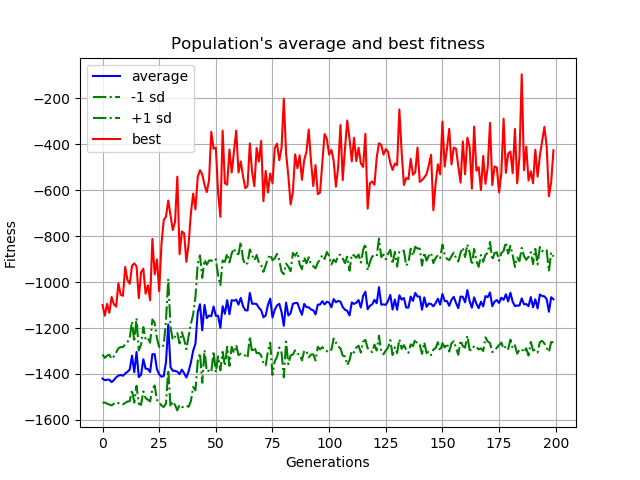 Population's average and best fitness
average
-1 sd
+1 sd
best
Fitness
−200
−400
−600
−800
−1000
−1200
−1400
−1600
0
25
50
75
100
125
150
175
200
Generations